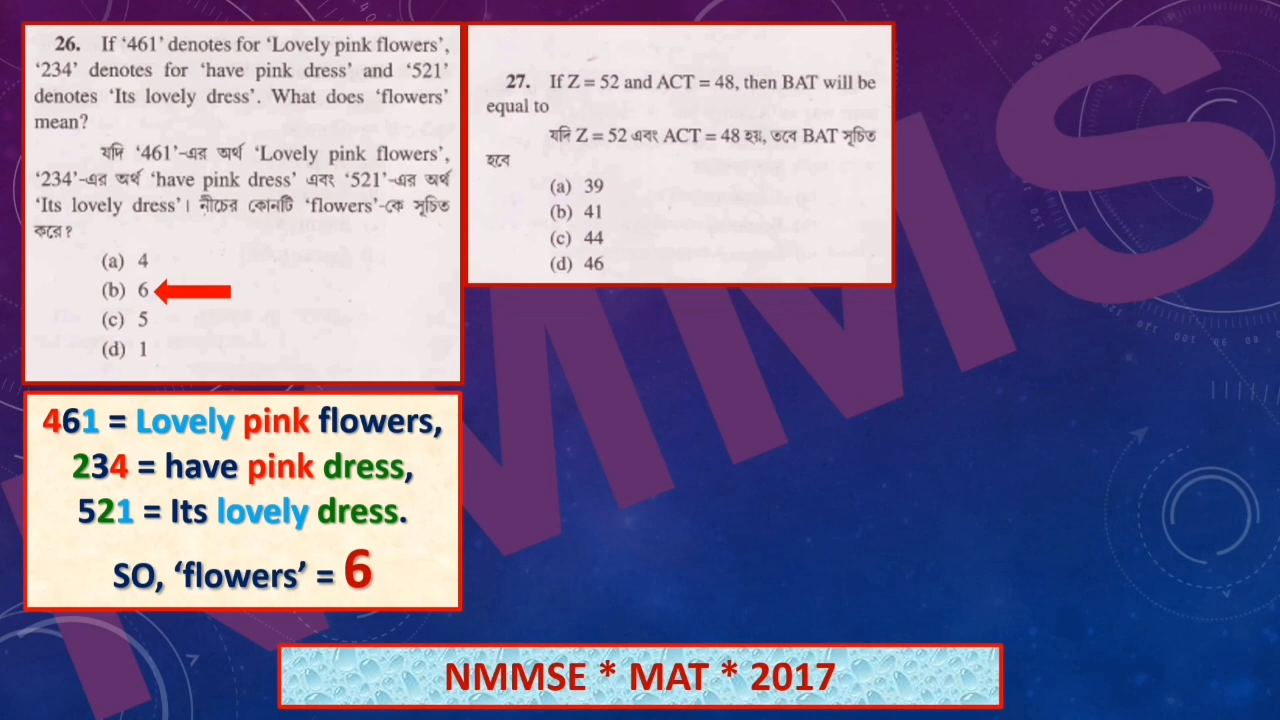 26. If ‘461’ denotes for ‘Lovely pink flowers’,
‘234’ denotes for ‘have pink dress’ and ‘521’
denotes ‘Its lovely dress’. What does ‘flowers’
mean?
যদি ‘461’-এর অর্থ ‘Lovely pink flowers’,
‘234’-এর অর্থ ‘have pink dress’ এবং ‘521’-এর অর্থ
‘Its lovely dress’। নীচের কোনটি ‘flowers’-কে সূচিত
করে?
(a) 4
(b) 6
(c) 5
(d) 1
461 = Lovely pink flowers,
234 = have pink dress,
521 = Its lovely dress.
SO, ‘flowers’ = 6
27. If Z = 52 and ACT = 48, then BAT will be
equal to
যদি Z = 52 এবং ACT = 48 হয়, তবে BAT সূচিত
হবে
(a) 39
(b) 41
(c) 44
(d) 46
NMMS
NMMSE * MAT * 2017